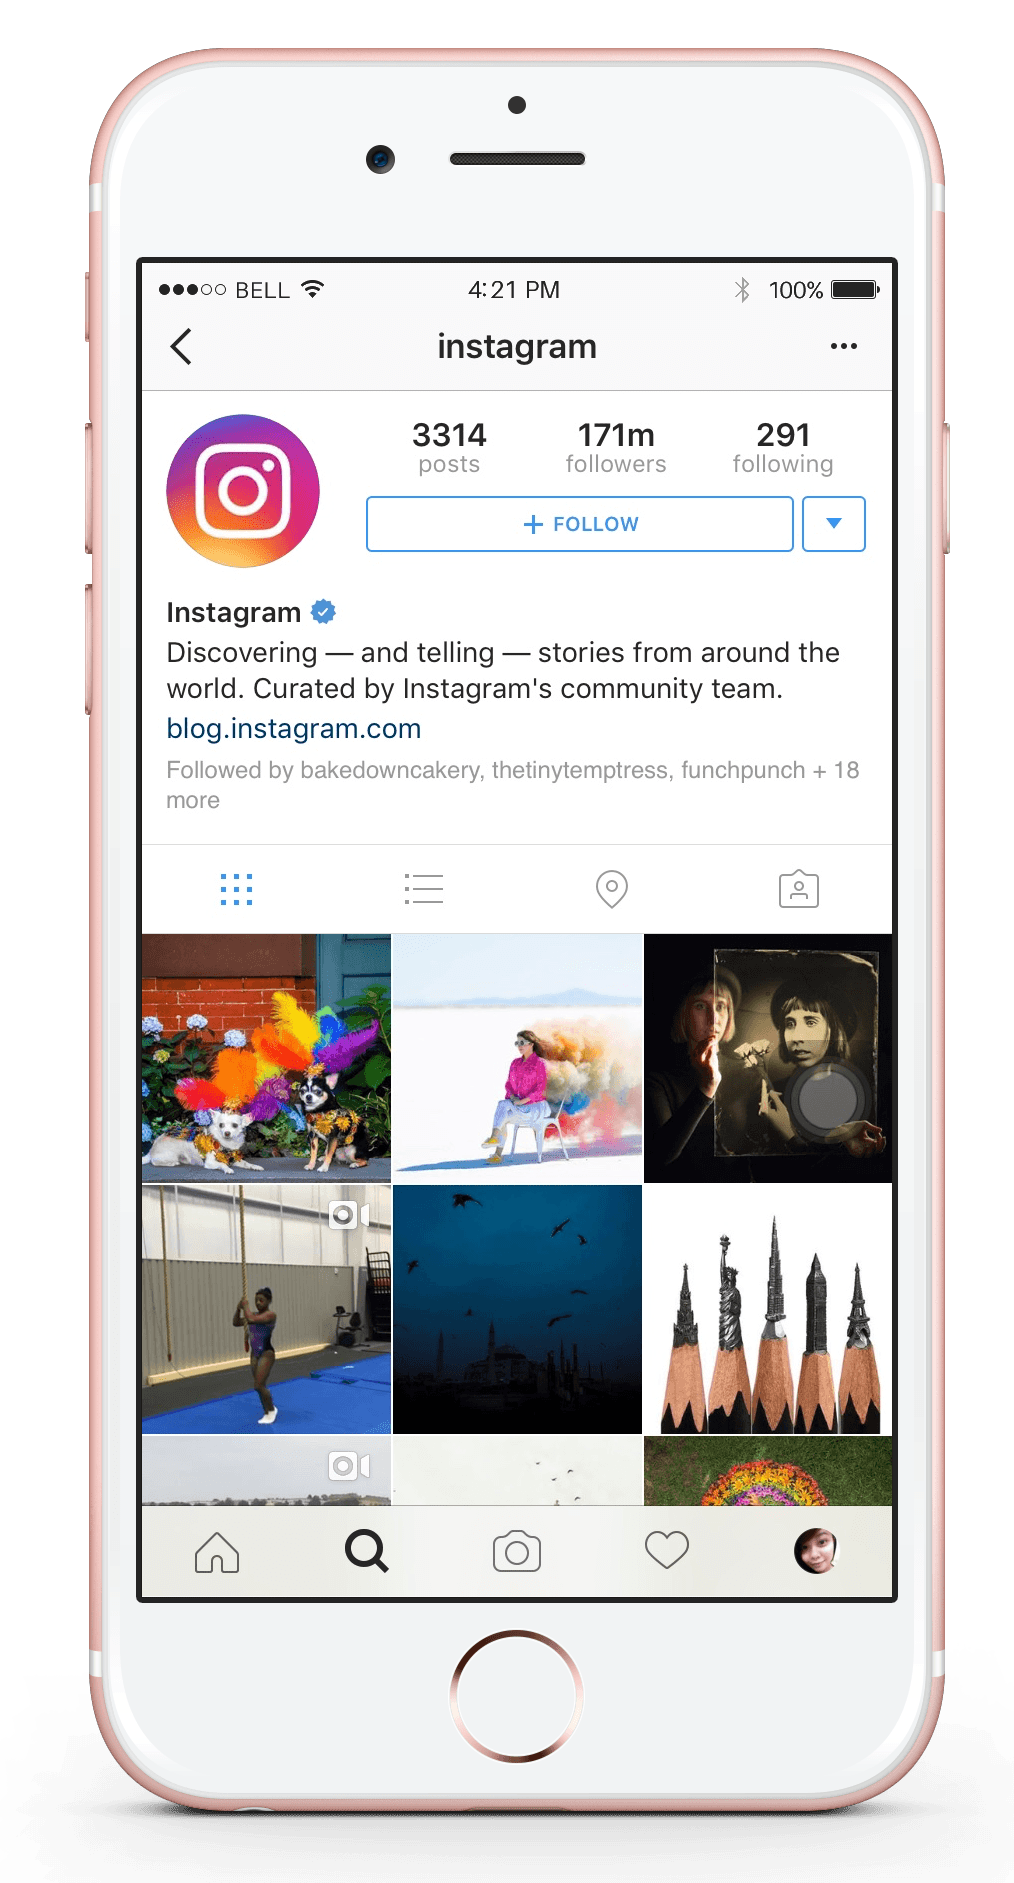 BELL 4:21 PM 100%
instagram
3314 171m 291
posts followers following
+ FOLLOW
Instagram
Discovering — and telling — stories from around the
world. Curated by Instagram's community team.
blog.instagram.com
Followed by bakedowncakery, thetinytemptress, funchpunch + 18
more